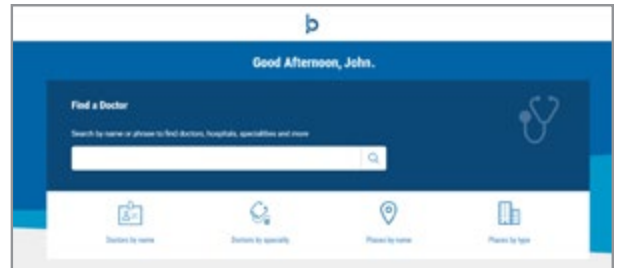 b
Good Afternoon, John.
Find a Doctor
Search by name or phrase to find doctors, hospitals, specialities and more
Doctors by name
Doctors by specialty
Places by name
Places by type